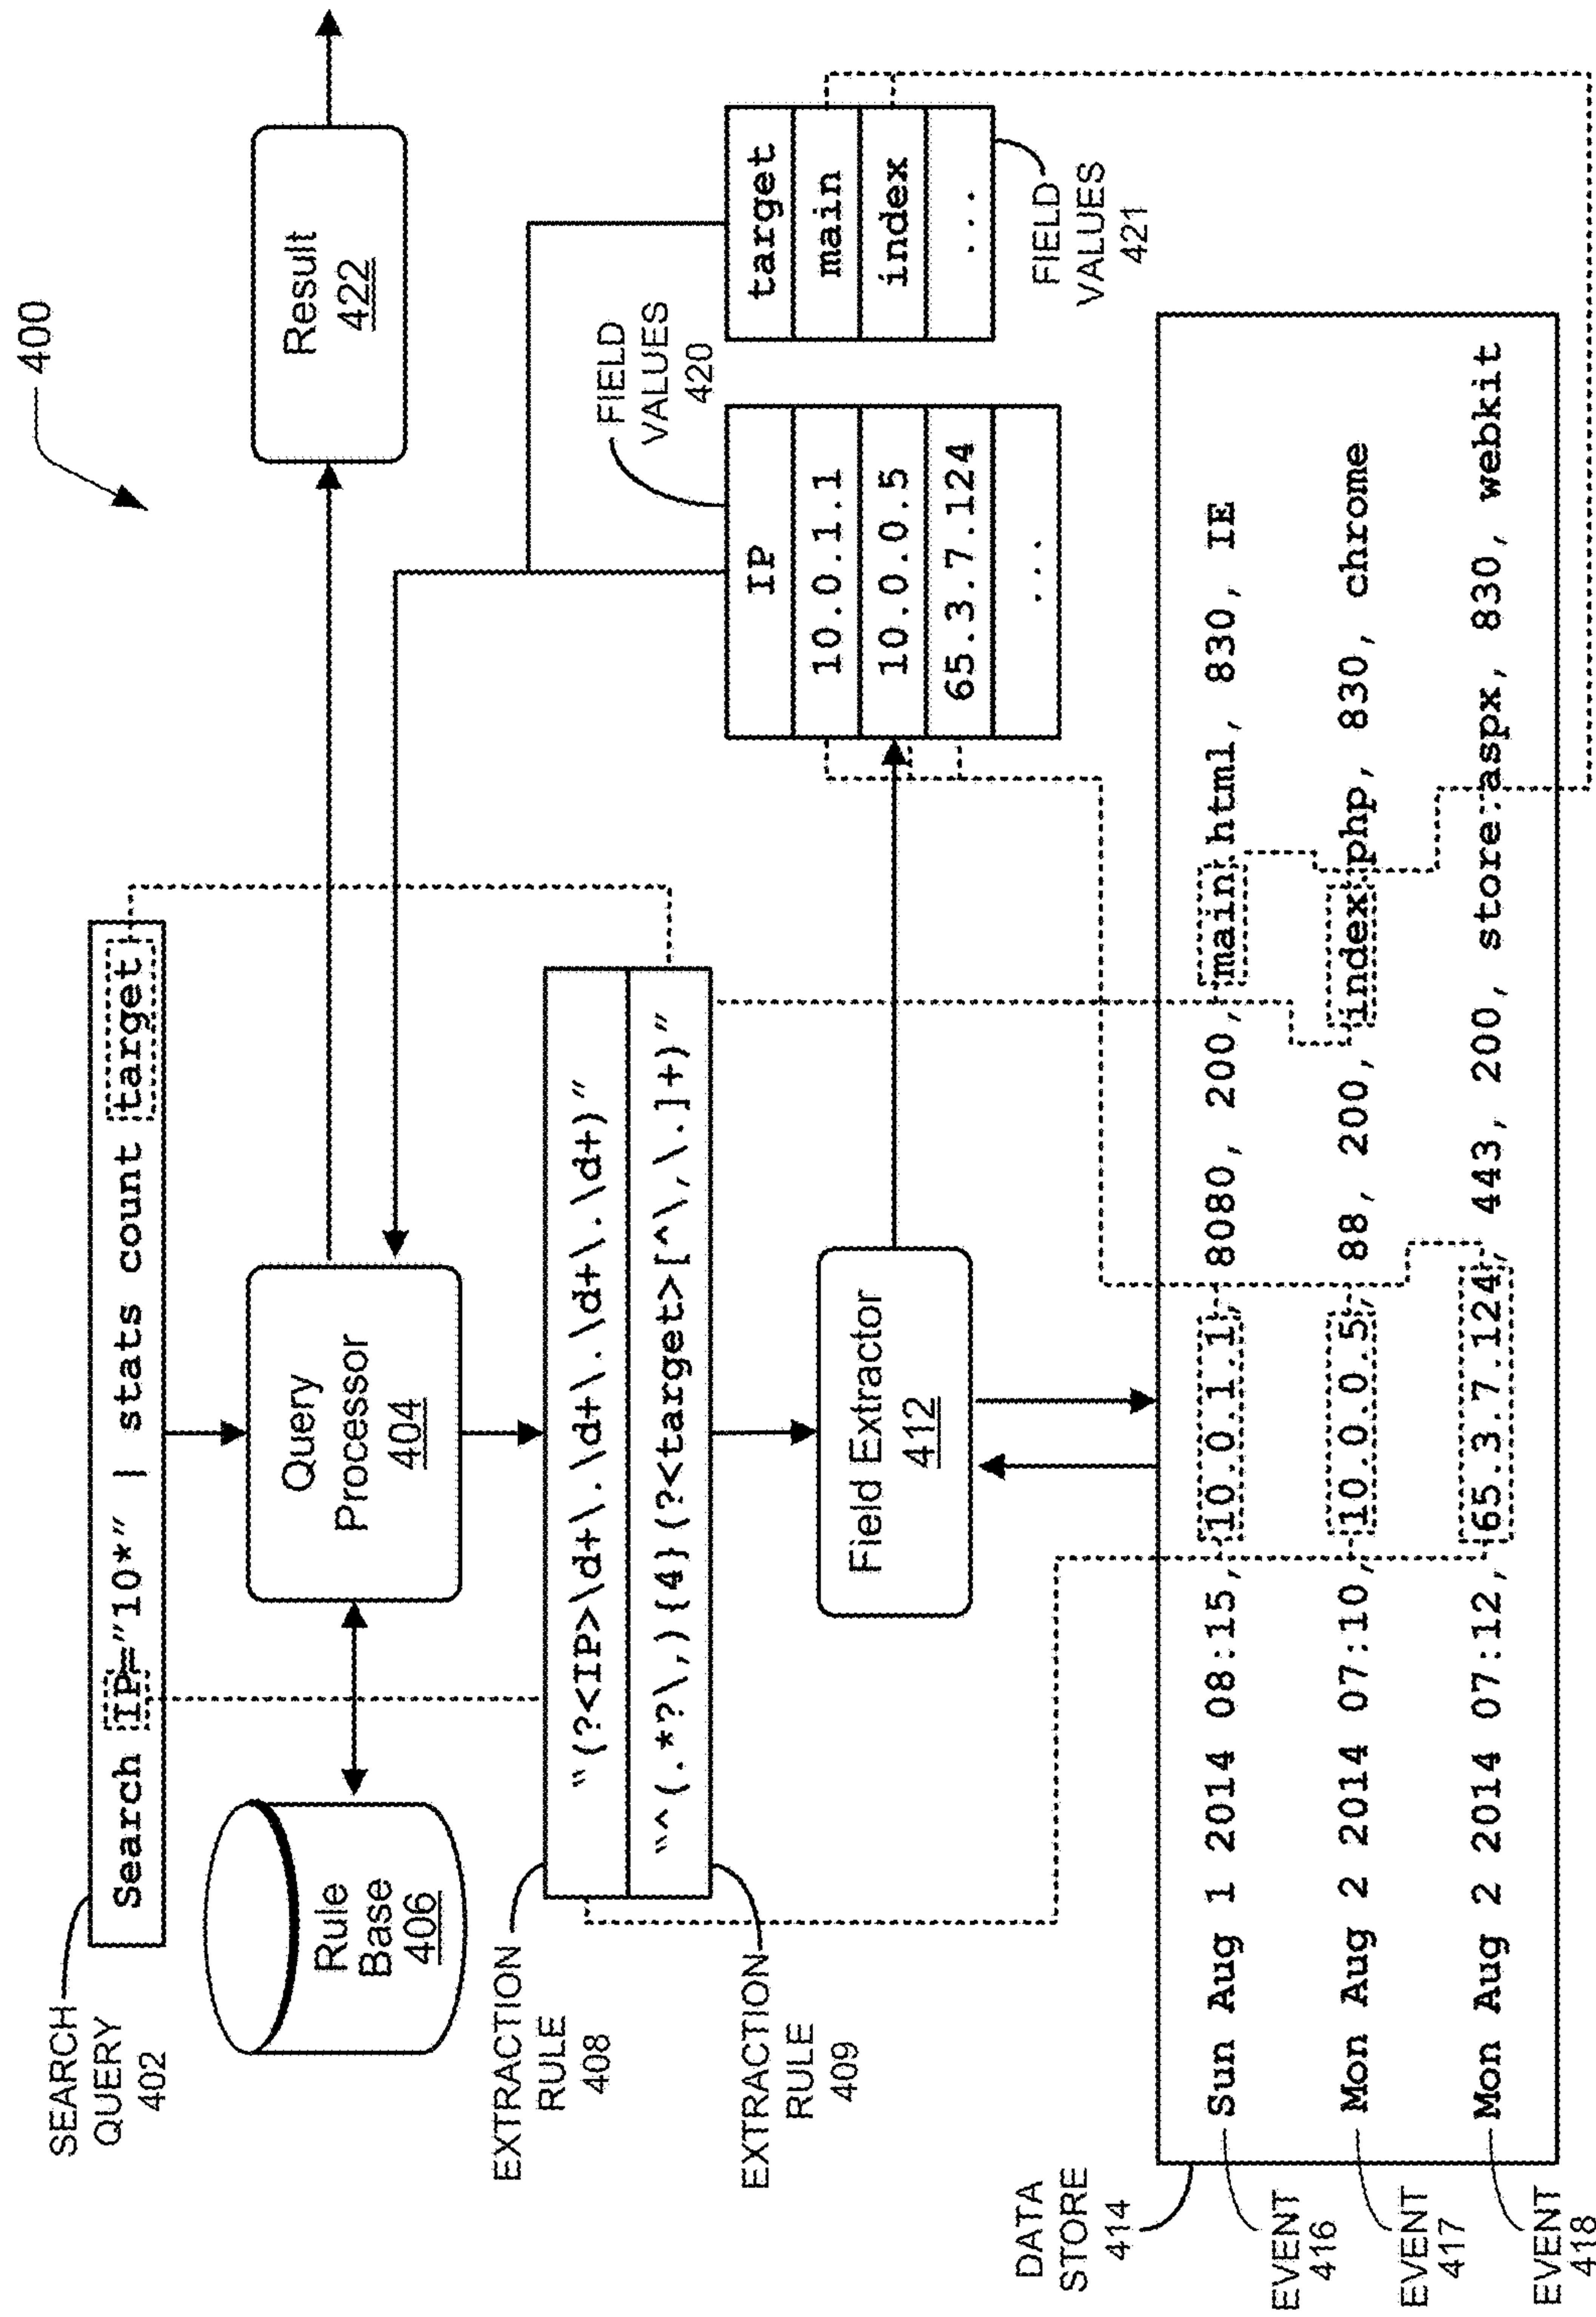 400
SEARCH
QUERY
402
Search IP="10*" | stats count target
Rule
Base
406
Query
Processor
404
Result
422
EXTRACTION
RULE
408
"(?<IP>\d+\.\d+\.\d+\.\d+)"
"^(.*?\,){4}(?<target>[^\,\.]+)"
EXTRACTION
RULE
409
FIELD
VALUES
420
IP
10.0.1.1
10.0.0.5
65.3.7.124
...
target
main
index
...
FIELD
VALUES
421
Field Extractor
412
DATA
STORE
414
Sun Aug 1 2014 08:15, 10.0.1.1, 8080, 200, main.html, 830, IE
EVENT
416
Mon Aug 2 2014 07:10, 10.0.0.5, 88, 200, index.php, 830, chrome
EVENT
417
Mon Aug 2 2014 07:12, 65.3.7.124, 443, 200, store.aspx, 830, webkit
EVENT
418